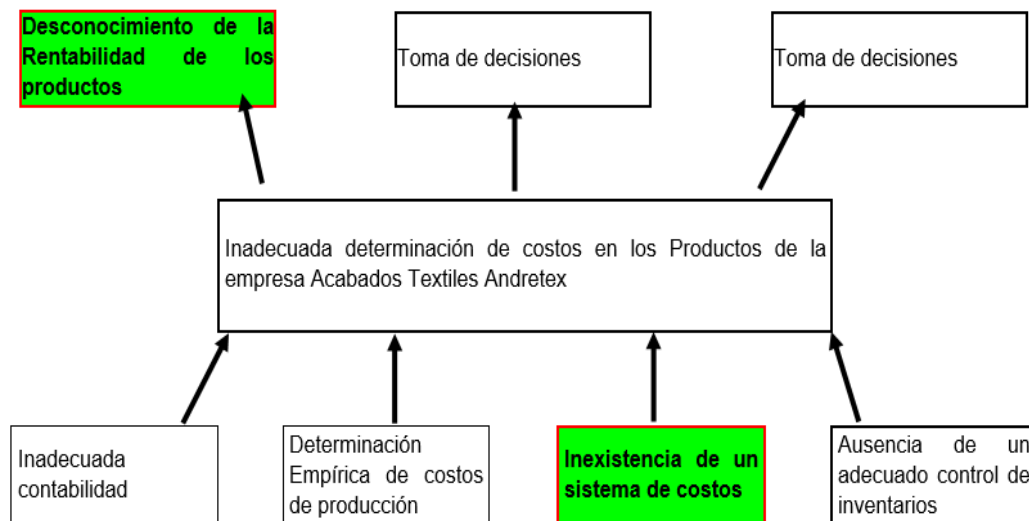 Desconocimiento de la
Rentabilidad de los
productos
Toma de decisiones
Toma de decisiones
Inadecuada determinación de costos en los Productos de la
empresa Acabados Textiles Andretex
Inadecuada
contabilidad
Determinación
Empírica de costos
de producción
Inexistencia de un
sistema de costos
Ausencia de un
adecuado control de
inventarios